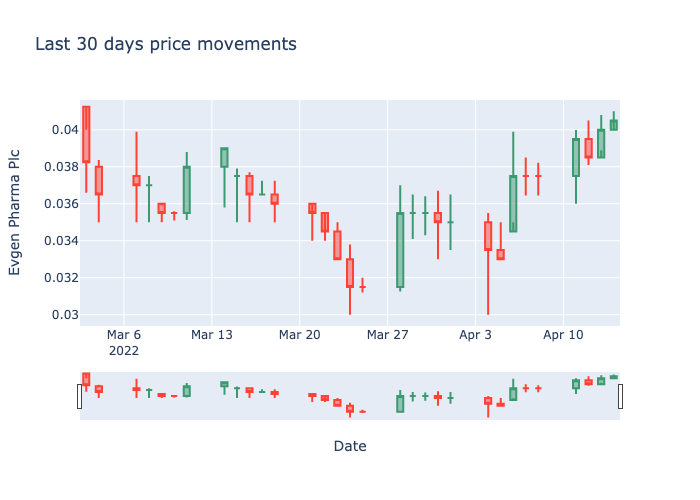 Last 30 days price movements
Evgen Pharma Plc
0.04
0.038
0.036
0.034
0.032
0.03
Mar 6
2022
Mar 13
Mar 20
Mar 27
Apr 3
Apr 10
Date